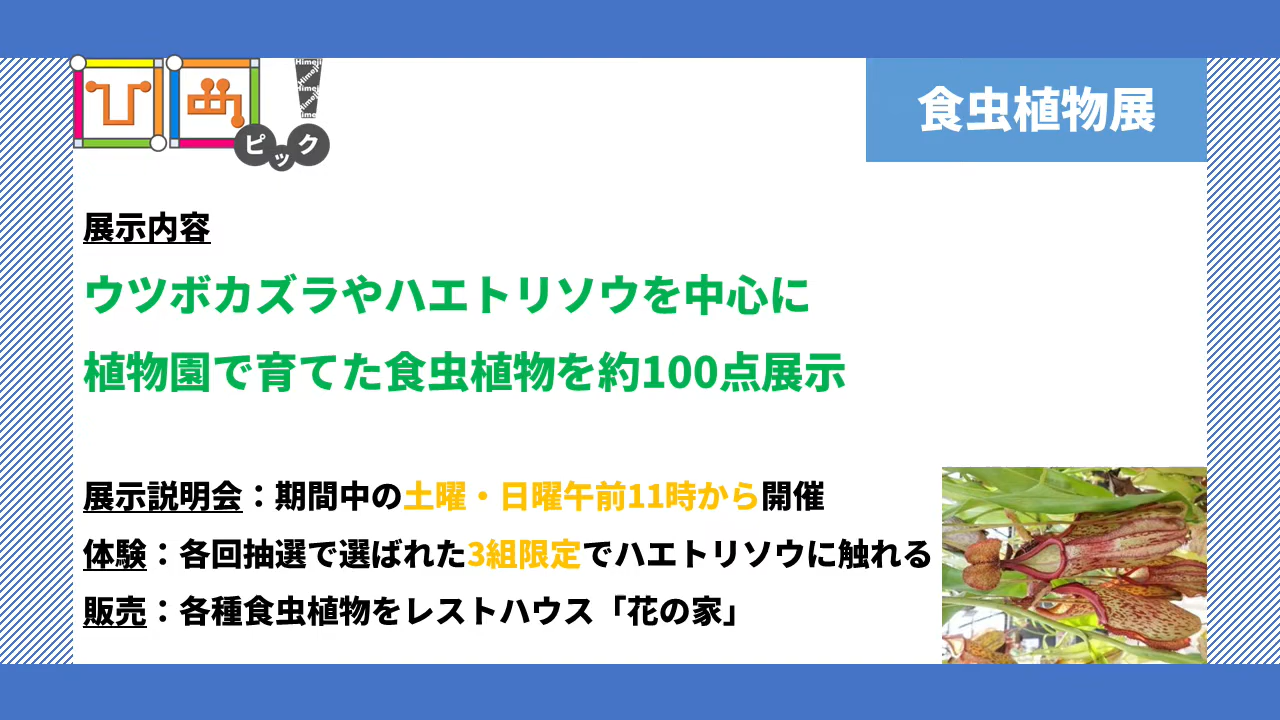 ひめ
Himeji
Himeji
Himeji
Himeji
Hime
ピック
食虫植物展
展示内容
ウツボカズラやハエトリソウを中心に
植物園で育てた食虫植物を約100点展示
展示説明会：期間中の土曜・日曜午前11時から開催
体験：各回抽選で選ばれた3組限定でハエトリソウに触れる
販売：各種食虫植物をレストハウス「花の家」